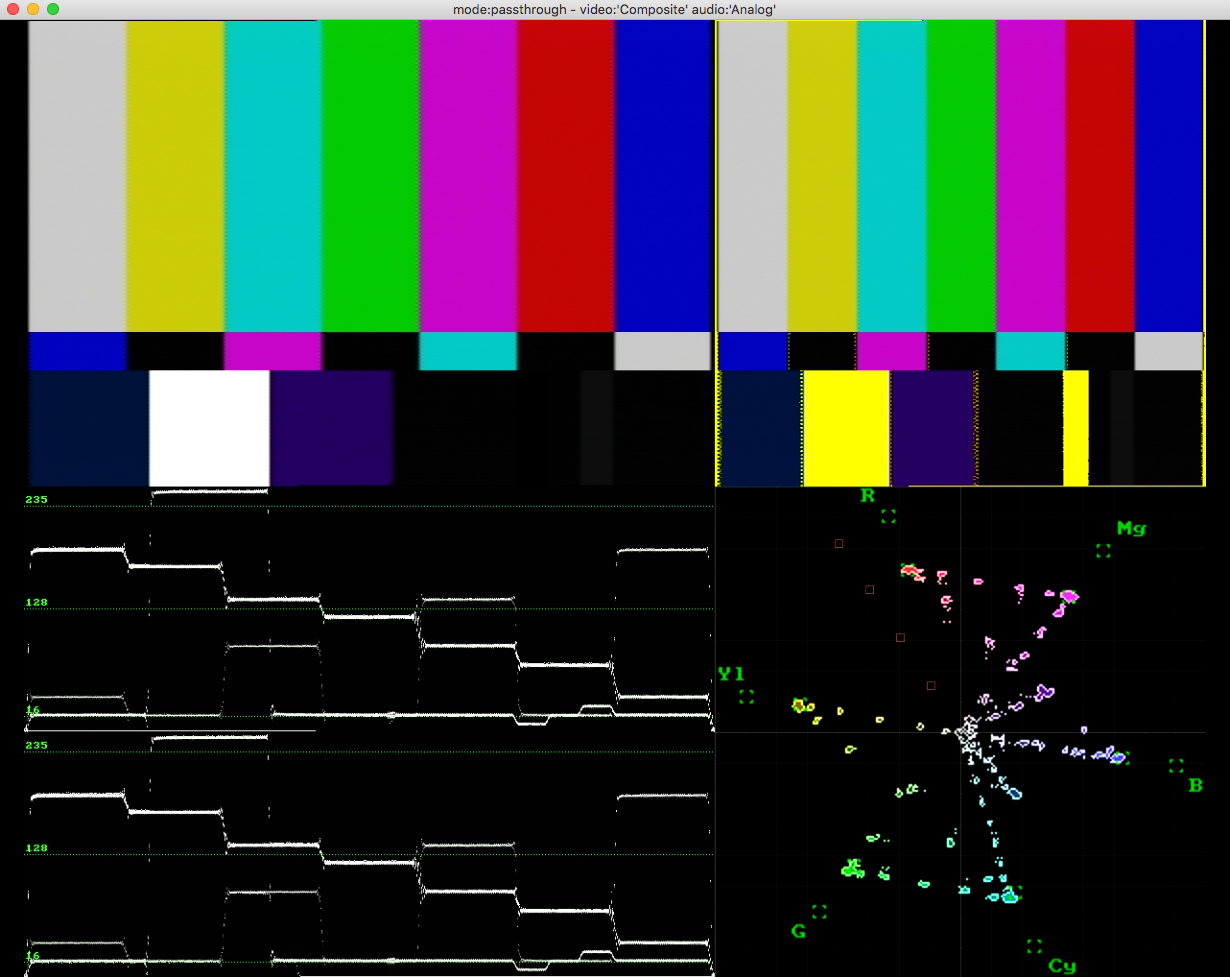 mode:passthrough - video:'Composite' audio:'Analog'
235
128
16
235
128
16
R
Mg
Yl
B
G
Cy